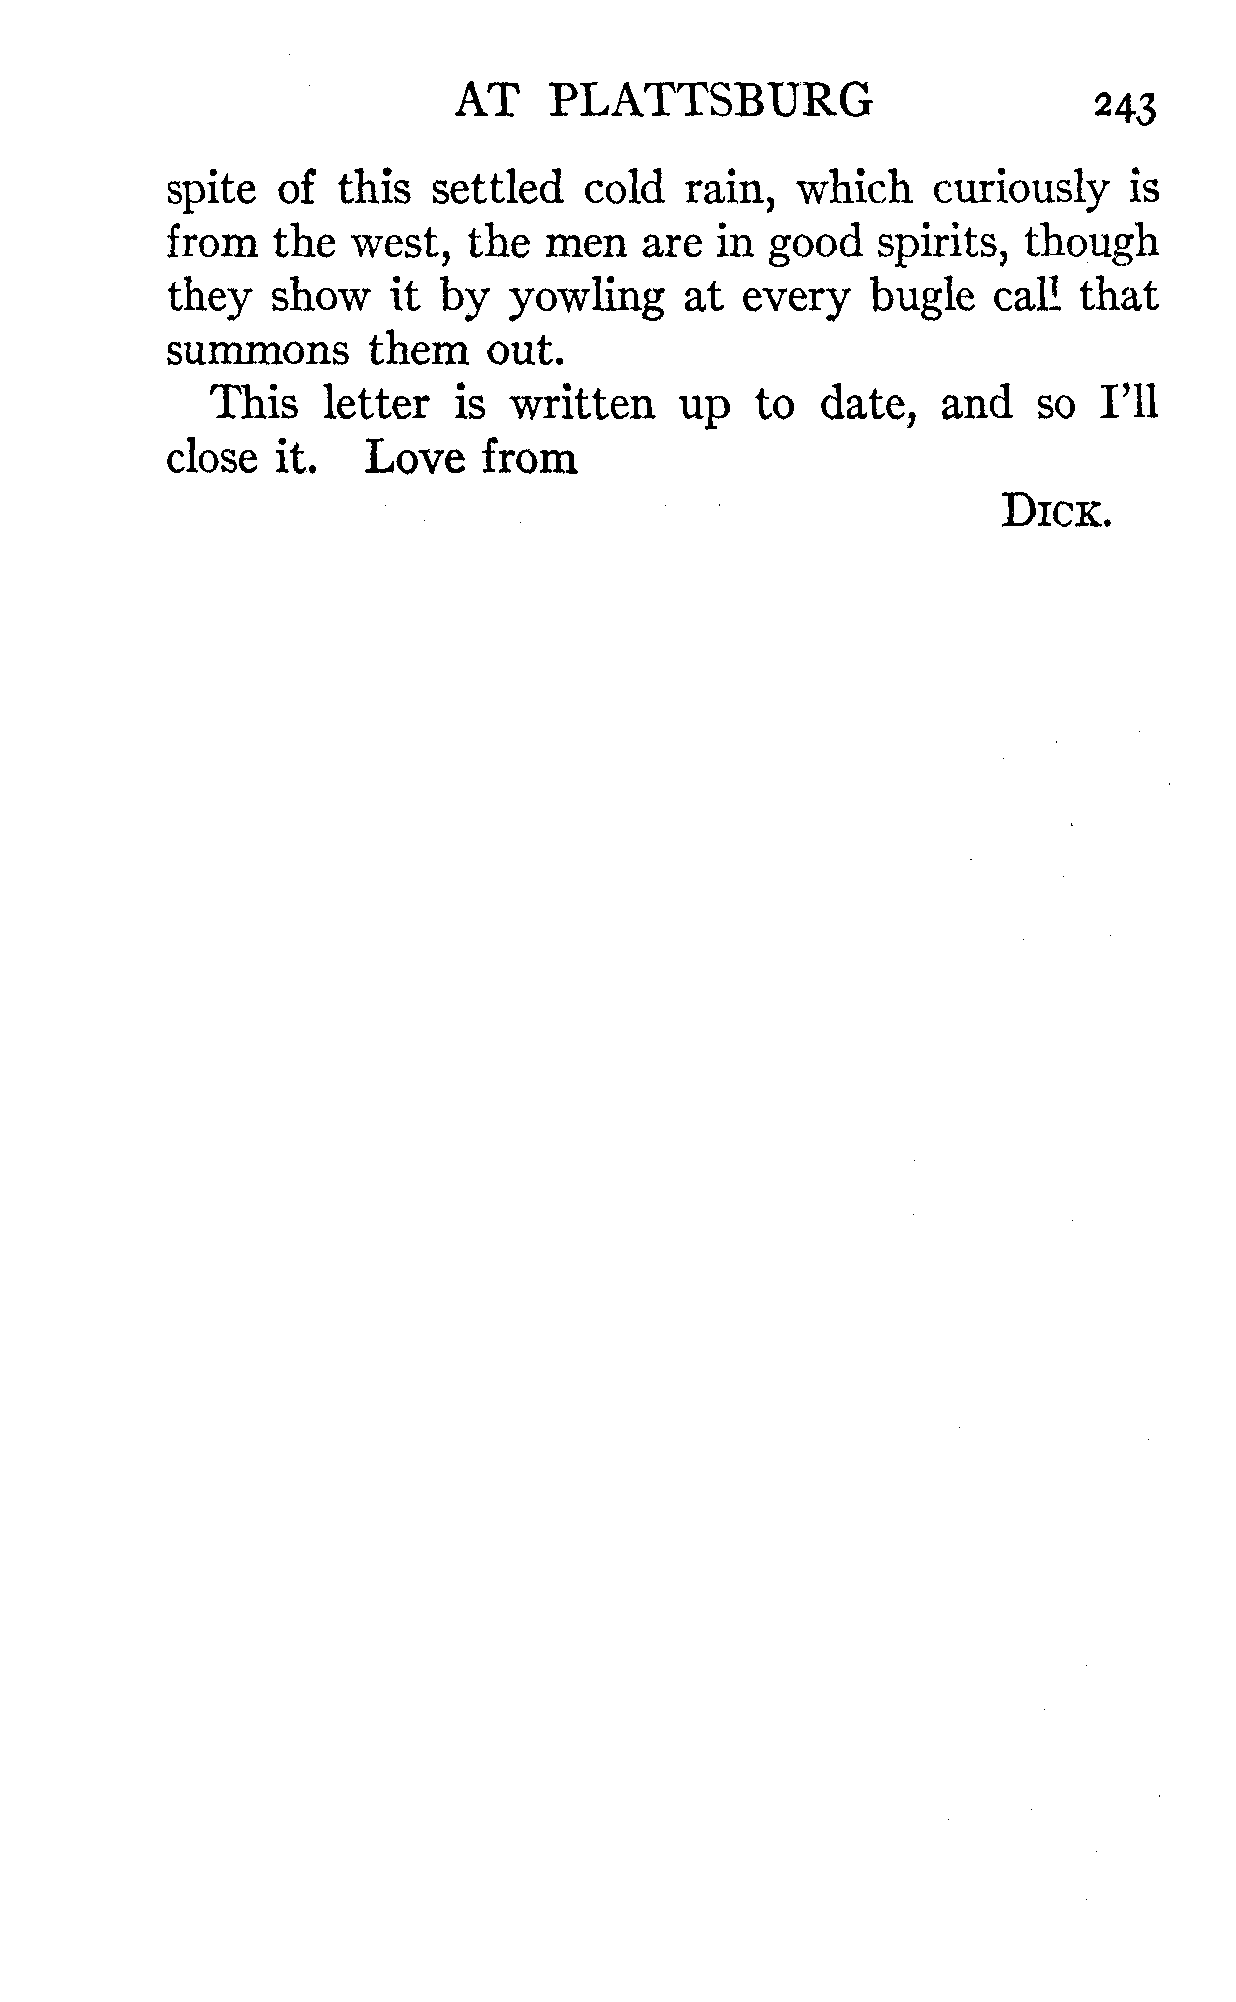 AT PLATTSBURG 243
spite of this settled cold rain, which curiously is
from the west, the men are in good spirits, though
they show it by yowling at every bugle call that
summons them out.
This letter is written up to date, and so I'll
close it. Love from
DICK.